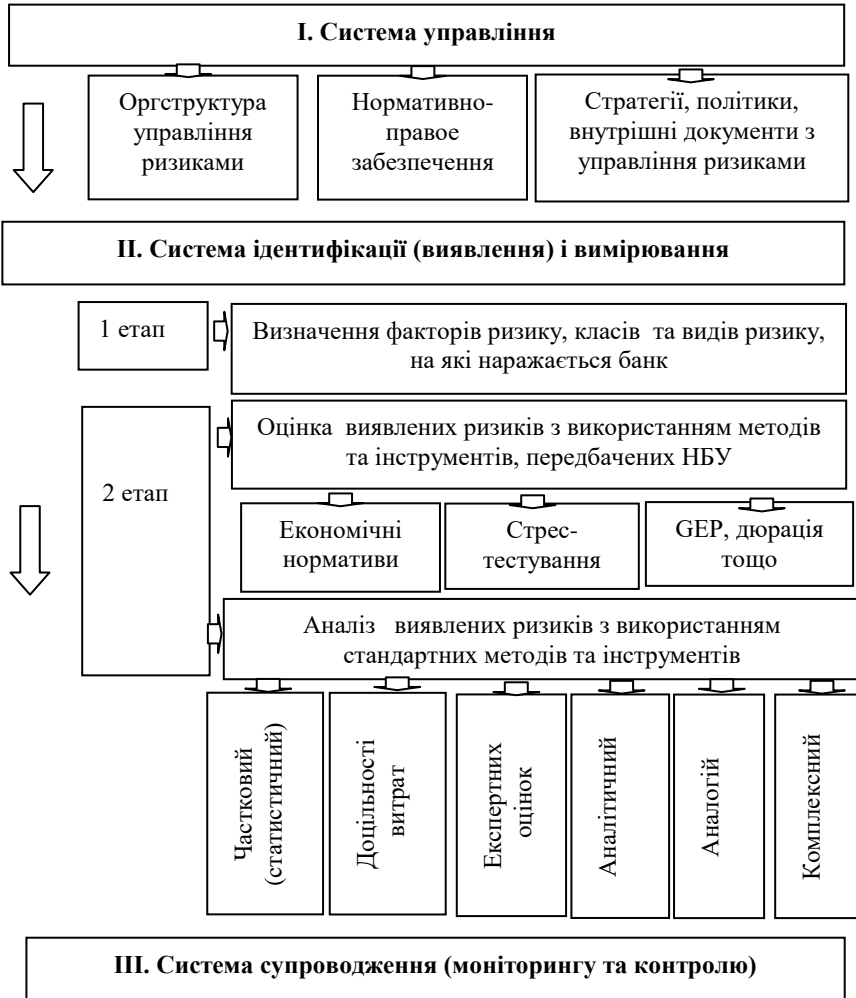 I. Система управління
Оргструктура
управління
ризиками
Нормативно-
правое
забезпечення
Стратегії, політики,
внутрішні документи з
управління ризиками
II. Система ідентифікації (виявлення) і вимірювання
1 етап
Визначення факторів ризику, класів та видів ризику,
на які наражається банк
2 етап
Оцінка виявлених ризиків з використанням методів
та інструментів, передбачених НБУ
Економічні
нормативи
Стрес-
тестування
GEP, дюрація
тощо
Аналіз виявлених ризиків з використанням
стандартних методів та інструментів
Частковий
(статистичний)
Доцільності
витрат
Експертних
оцінок
Аналітичний
Аналогій
Комплексний
III. Система супроводження (моніторингу та контролю)